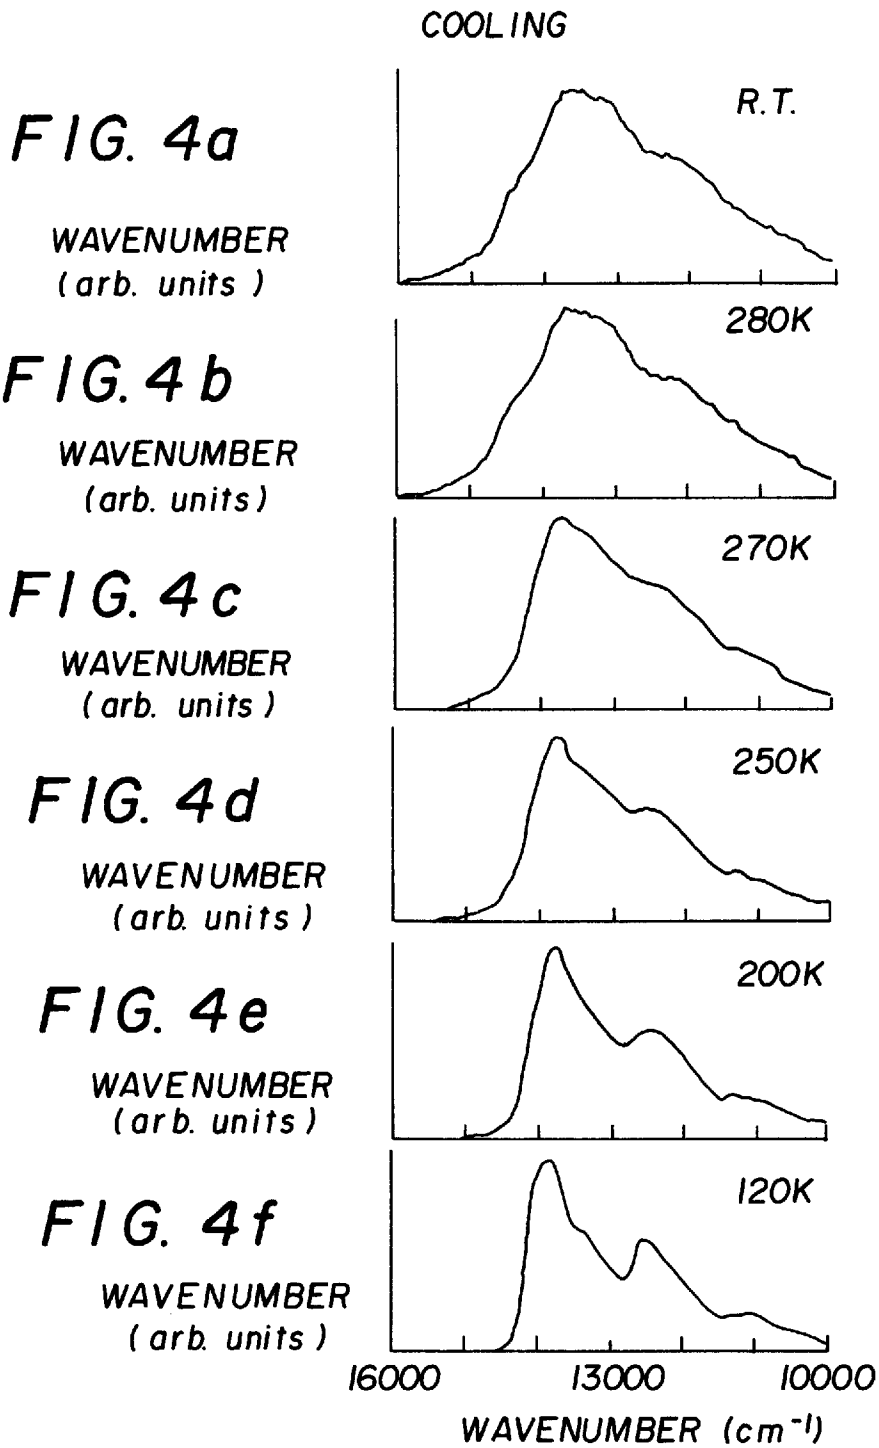 COOLING
R.T.
FIG. 4a
WAVENUMBER
(arb. units)
280K
FIG. 4b
WAVENUMBER
(arb. units)
270K
FIG. 4c
WAVENUMBER
(arb. units)
250K
FIG. 4d
WAVENUMBER
(arb. units)
200K
FIG. 4e
WAVENUMBER
(arb. units)
120K
FIG. 4f
WAVENUMBER
(arb. units)
16000 13000 10000
WAVENUMBER (cm⁻¹)